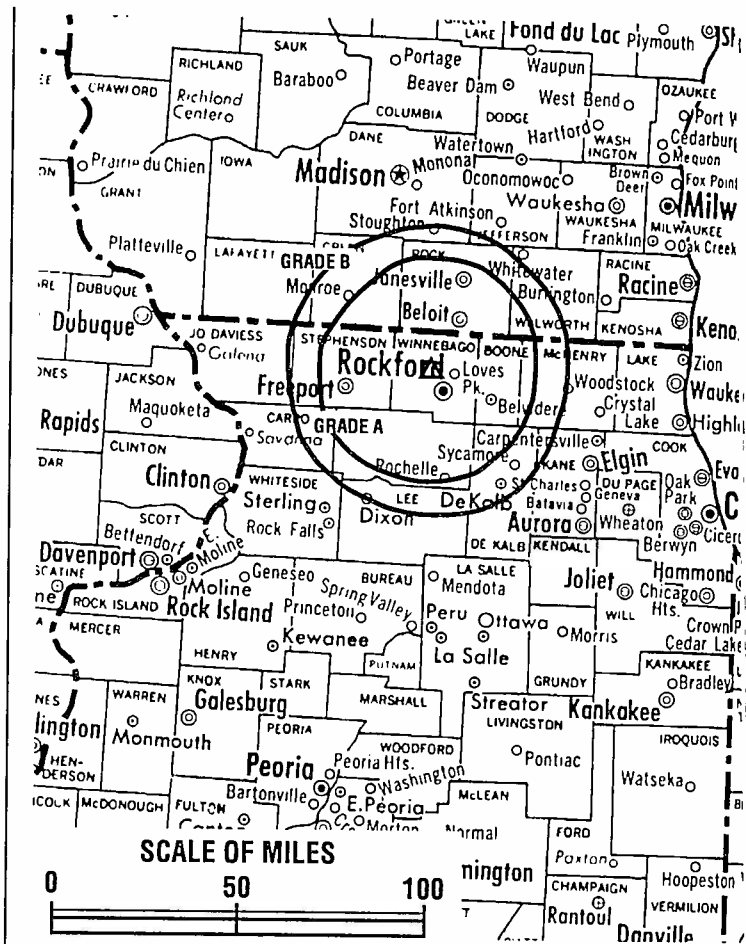 LAKE
Fond du Lac
Plymouth
SAUK
Portage
Waupun
RICHLAND
Baraboo
Beaver Dam
OZAUKEE
CRAWFORD
Richland
Center
West Bend
Port W
COLUMBIA
DODGE
Hartford
WASH
INGTON
Cedarburg
DANE
Watertown
Mequon
Prairie du Chien
IOWA
Madison
Monona
Oconomowoc
Brown
Deer
Fox Point
GRANT
Waukesha
Milw
Fort Atkinson
WAUKESHA
MILWAUKEE
Stoughton
JEFFERSON
Franklin
Oak Creek
Platteville
LAFAYETT
GRADE B
ROCK
Whitewater
RACINE
DUBUQUE
Monroe
Janesville
Burlington
Racine
Dubuque
Beloit
WALWORTH
KENOSHA
Keno
JO DAVIESS
STEPHENSON
WINNEBAGO
BOONE
McHENRY
LAKE
Zion
Galena
Rockford
Loves
Pk.
Woodstock
Wauke
JONES
JACKSON
Freeport
Belvidere
Crystal
Lake
Highl
Rapids
Maquoketa
CARR
Savanna
GRADE A
Carpentersville
COOK
CLINTON
Sycamore
KANE
Elgin
Eva
DAR
Rochelle
Clinton
WHITESIDE
St Charles
DU PAGE
Oak
Park
Sterling
LEE
De Kalb
Batavia
Geneva
C
SCOTT
E.
Rock Falls
Dixon
Aurora
Wheaton
Cicero
Bettendorf
Moline
DE KALB
KENDALL
Berwyn
Davenport
Geneseo
BUREAU
LA SALLE
Joliet
Hammond
Moline
Mendota
Chicago
Hts.
ROCK ISLAND
Rock Island
Princeton
Spring Valley
Peru
Ottawa
WILL
MERCER
Kewanee
Morris
Crown P
Cedar Lake
PUTNAM
La Salle
HENRY
KANKAKEE
KNOX
STARK
GRUNDY
Bradley
WARREN
Galesburg
MARSHALL
Streator
Kankakee
lington
Monmouth
PEORIA
LIVINGSTON
HEN-
DERSON
WOODFORD
IROQUOIS
Peoria
Peoria Hts.
Pontiac
Washington
Watseka
Bartonville
McLEAN
McDONOUGH
FULTON
E. Peoria
Morton
Normal
FORD
SCALE OF MILES
Paxton
mington
Hoopeston
0 50 100
CHAMPAIGN
Rantoul
VERMILION
Danville